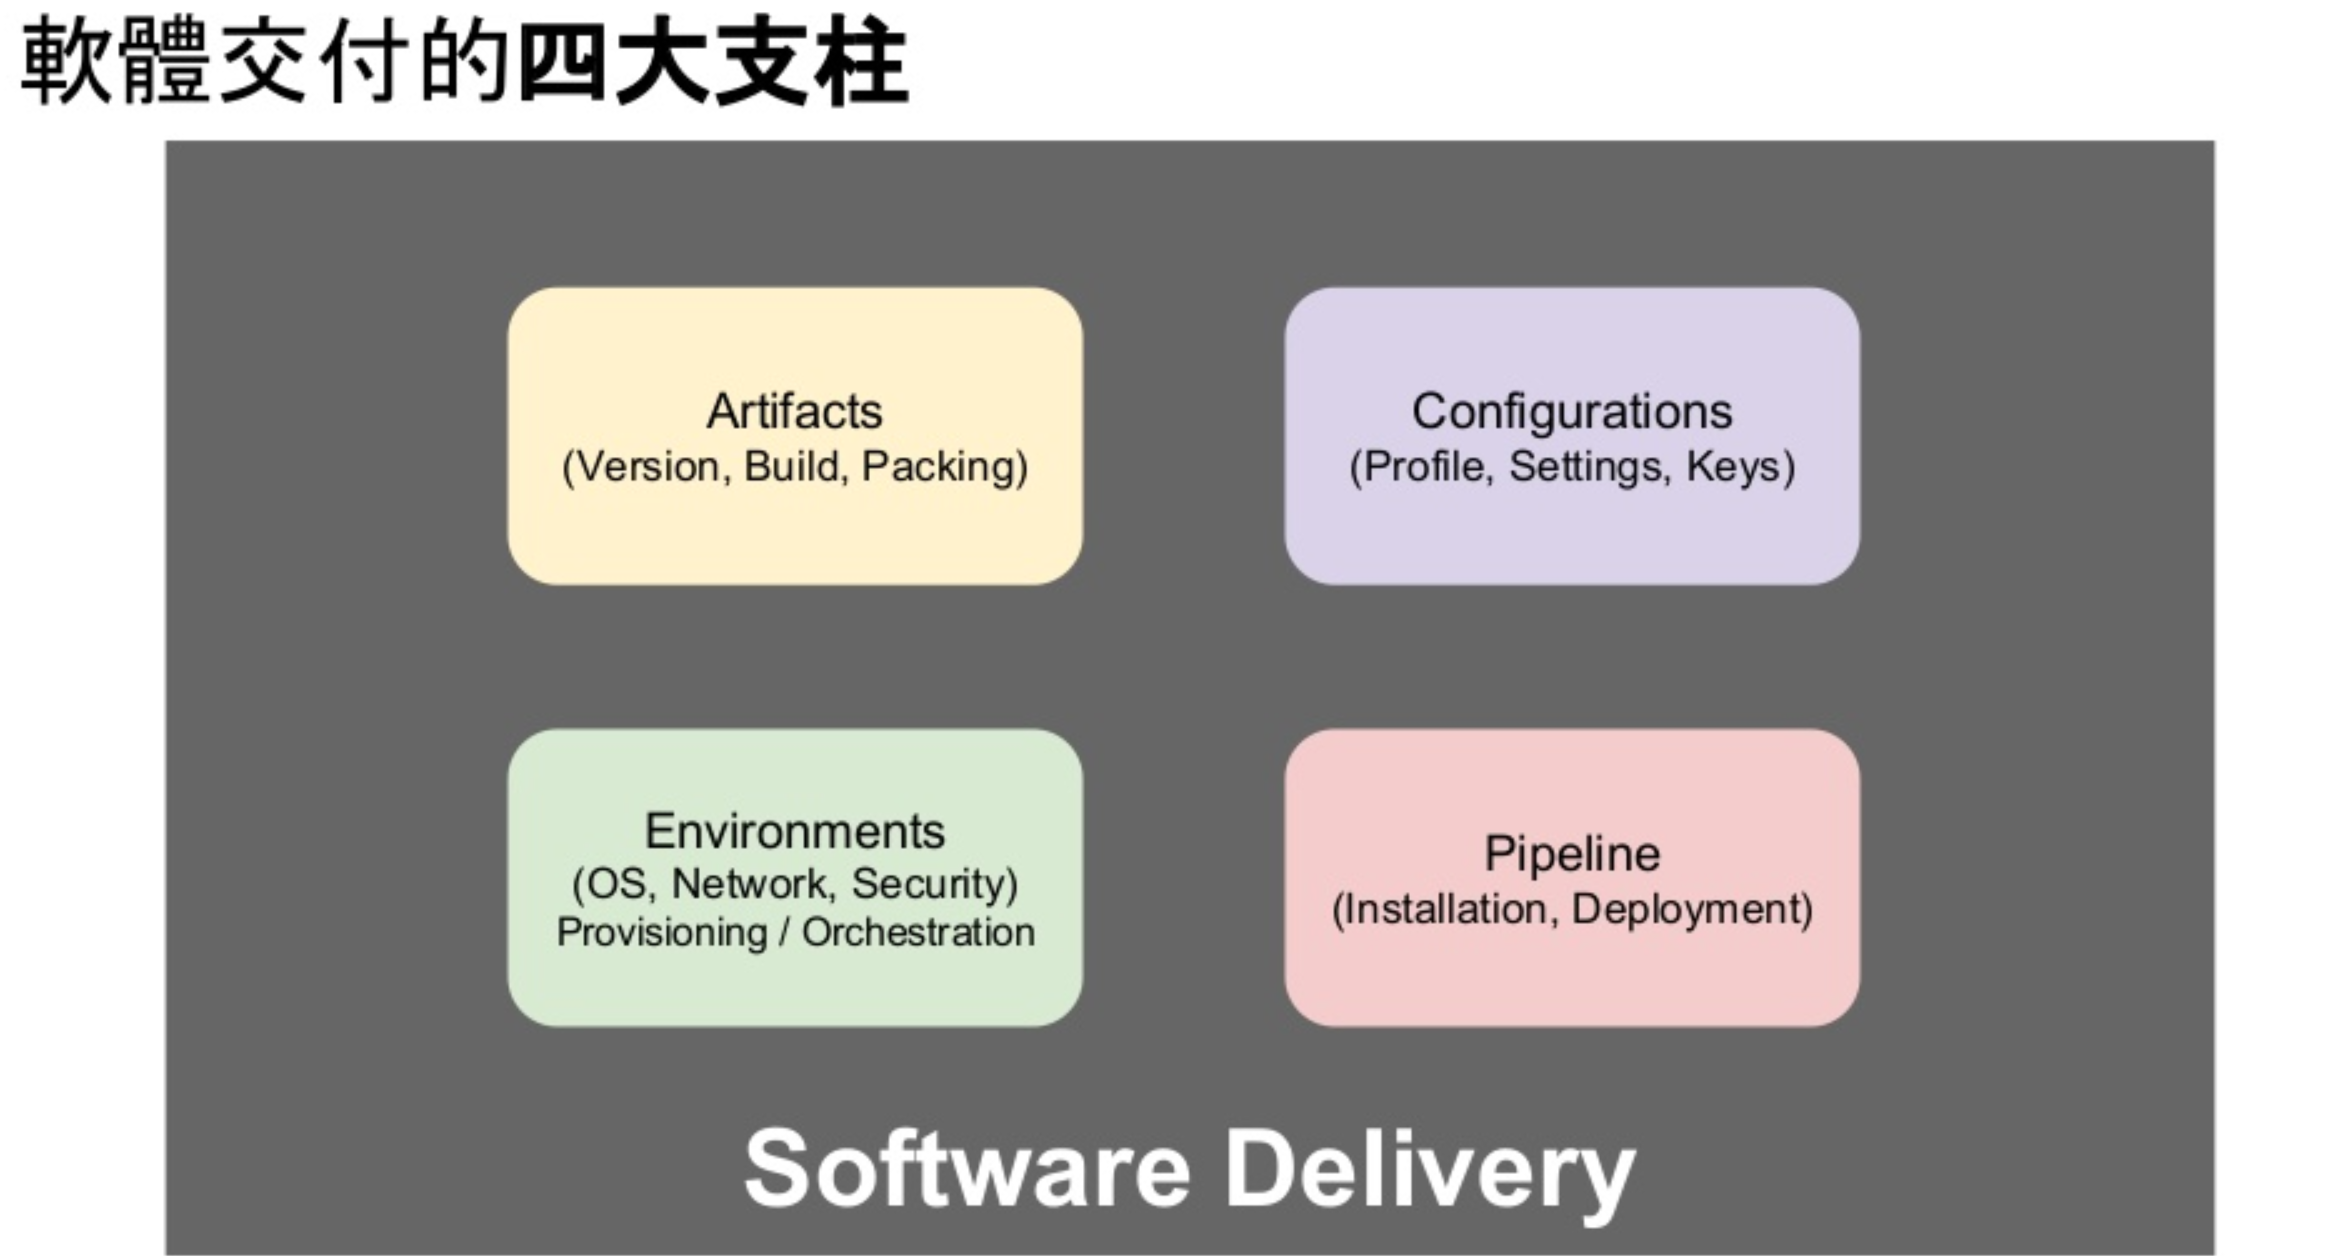 軟體交付的四大支柱
Artifacts
(Version, Build, Packing)
Configurations
(Profile, Settings, Keys)
Environments
(OS, Network, Security)
Provisioning / Orchestration
Pipeline
(Installation, Deployment)
Software Delivery